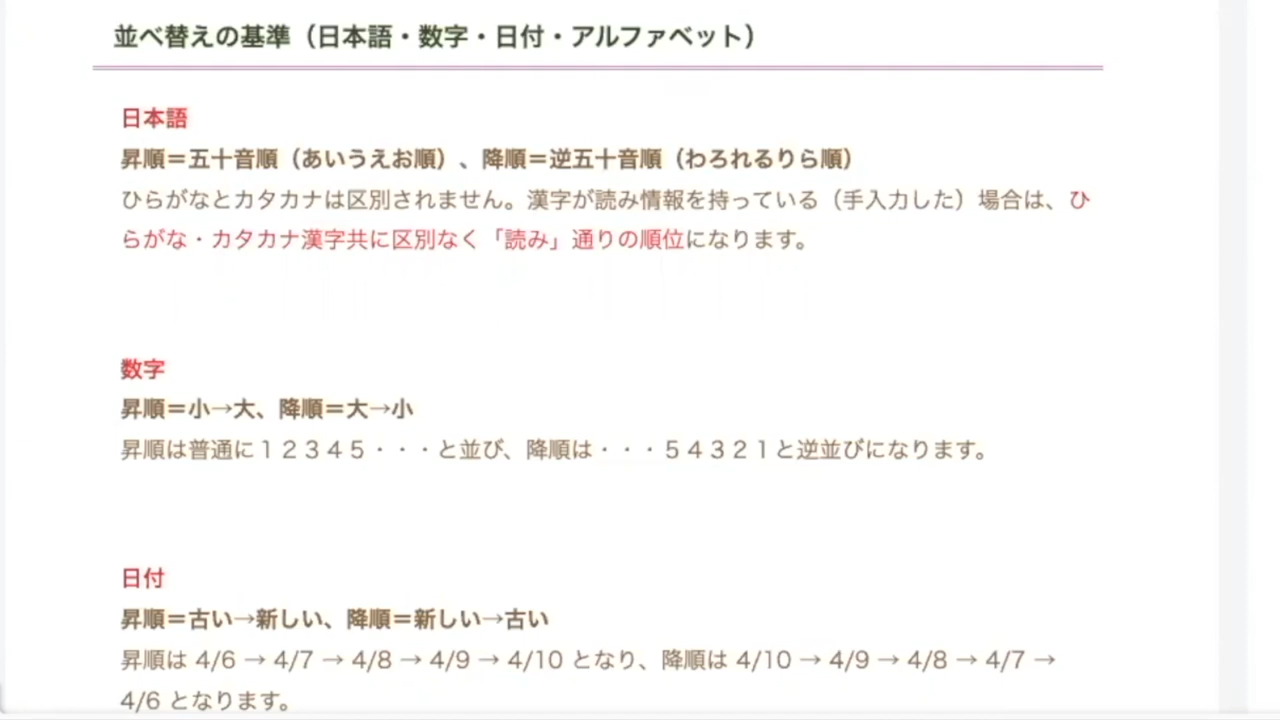 並べ替えの基準（日本語・数字・日付・アルファベット）
日本語
昇順＝五十音順（あいうえお順）、降順＝逆五十音順（わろれるりら順）
ひらがなとカタカナは区別されません。漢字が読み情報を持っている（手入力した）場合は、ひ
らがな・カタカナ漢字共に区別なく「読み」通りの順位になります。
数字
昇順＝小→大、降順＝大→小
昇順は普通に１２３４５・・・と並び、降順は・・・５４３２１と逆並びになります。
日付
昇順＝古い→新しい、降順＝新しい→古い
昇順は 4/6 → 4/7 → 4/8 → 4/9 → 4/10 となり、降順は 4/10 → 4/9 → 4/8 → 4/7 →
4/6 となります。